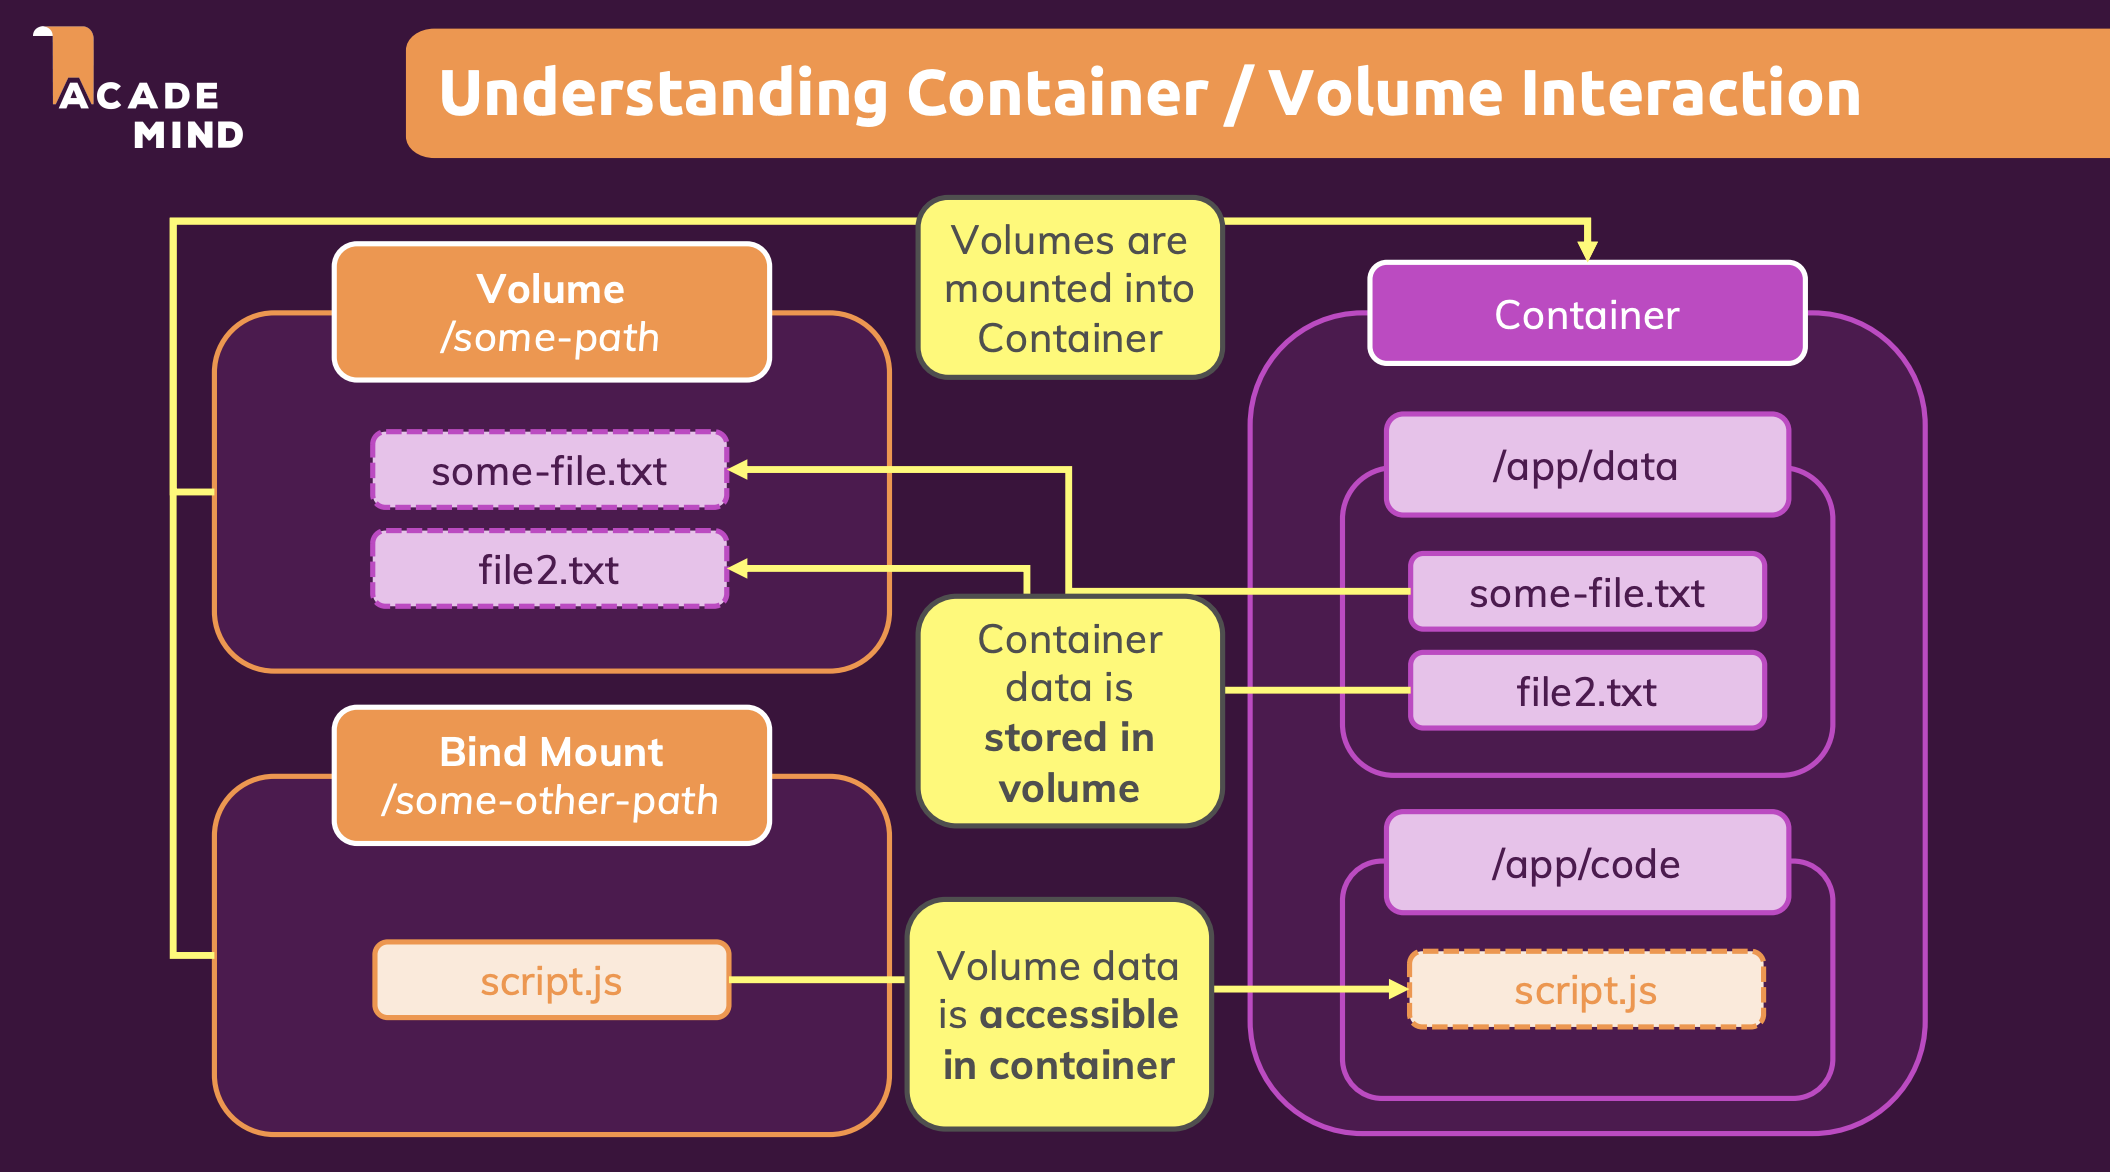 ACADE
MIND
Understanding Container / Volume Interaction
Volumes are
mounted into
Container
Volume
/some-path
some-file.txt
file2.txt
Container
/app/data
some-file.txt
file2.txt
Container
data is
stored in
volume
Bind Mount
/some-other-path
script.js
Volume data
is accessible
in container
/app/code
script.js